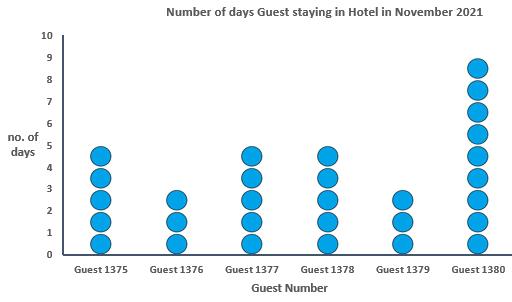 Number of days Guest staying in Hotel in November 2021
10
9
8
7
6
5
4
3
2
1
0
no. of
days
Guest 1375 Guest 1376 Guest 1377 Guest 1378 Guest 1379 Guest 1380
Guest Number